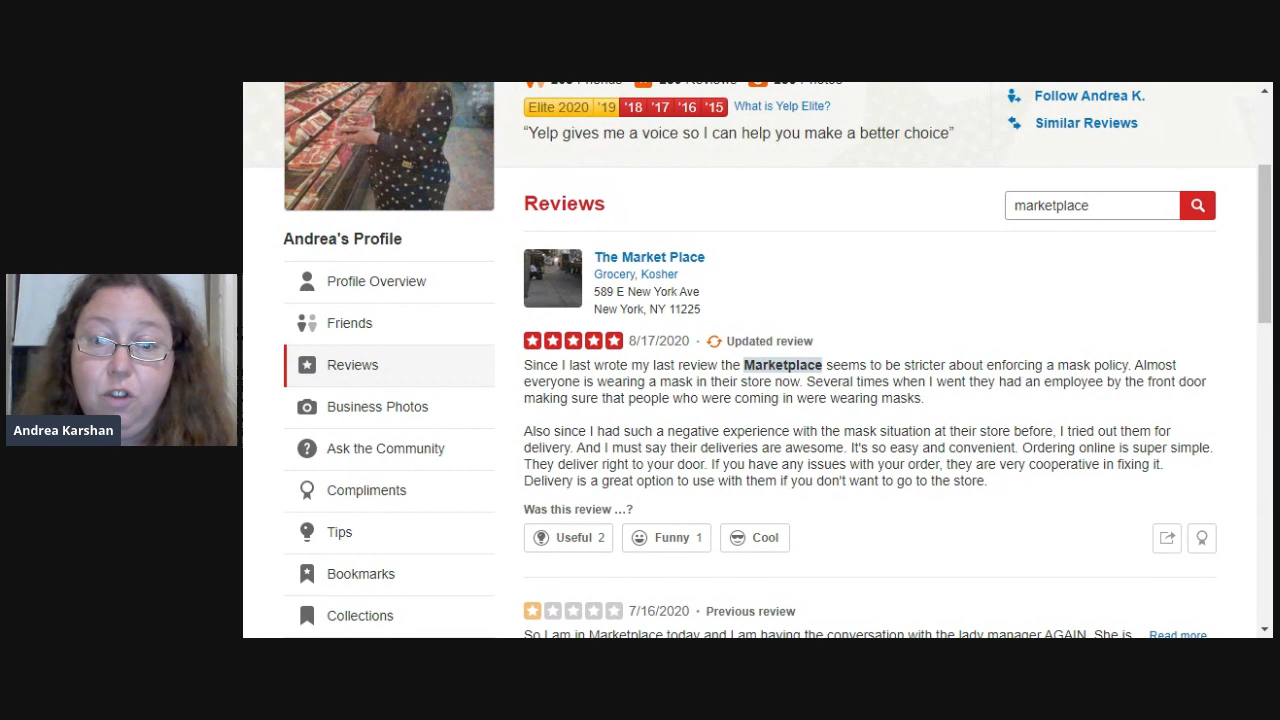 Elite 2020 '19 '18 '17 '16 '15 What is Yelp Elite?
“Yelp gives me a voice so I can help you make a better choice”
Follow Andrea K.
Similar Reviews
Reviews
marketplace
Andrea's Profile
Profile Overview
Friends
Reviews
Business Photos
Ask the Community
Compliments
Tips
Bookmarks
Collections
The Market Place
Grocery, Kosher
589 E New York Ave
New York, NY 11225
8/17/2020 · Updated review
Since I last wrote my last review the Marketplace seems to be stricter about enforcing a mask policy. Almost
everyone is wearing a mask in their store now. Several times when I went they had an employee by the front door
making sure that people who were coming in were wearing masks.
Also since I had such a negative experience with the mask situation at their store before, I tried out them for
delivery. And I must say their deliveries are awesome. It's so easy and convenient. Ordering online is super simple.
They deliver right to your door. If you have any issues with your order, they are very cooperative in fixing it.
Delivery is a great option to use with them if you don't want to go to the store.
Was this review …?
Useful 2
Funny 1
Cool
7/16/2020 · Previous review
So I am in Marketplace today and I am having the conversation with the lady manager AGAIN. She is... Read more
Andrea Karshan